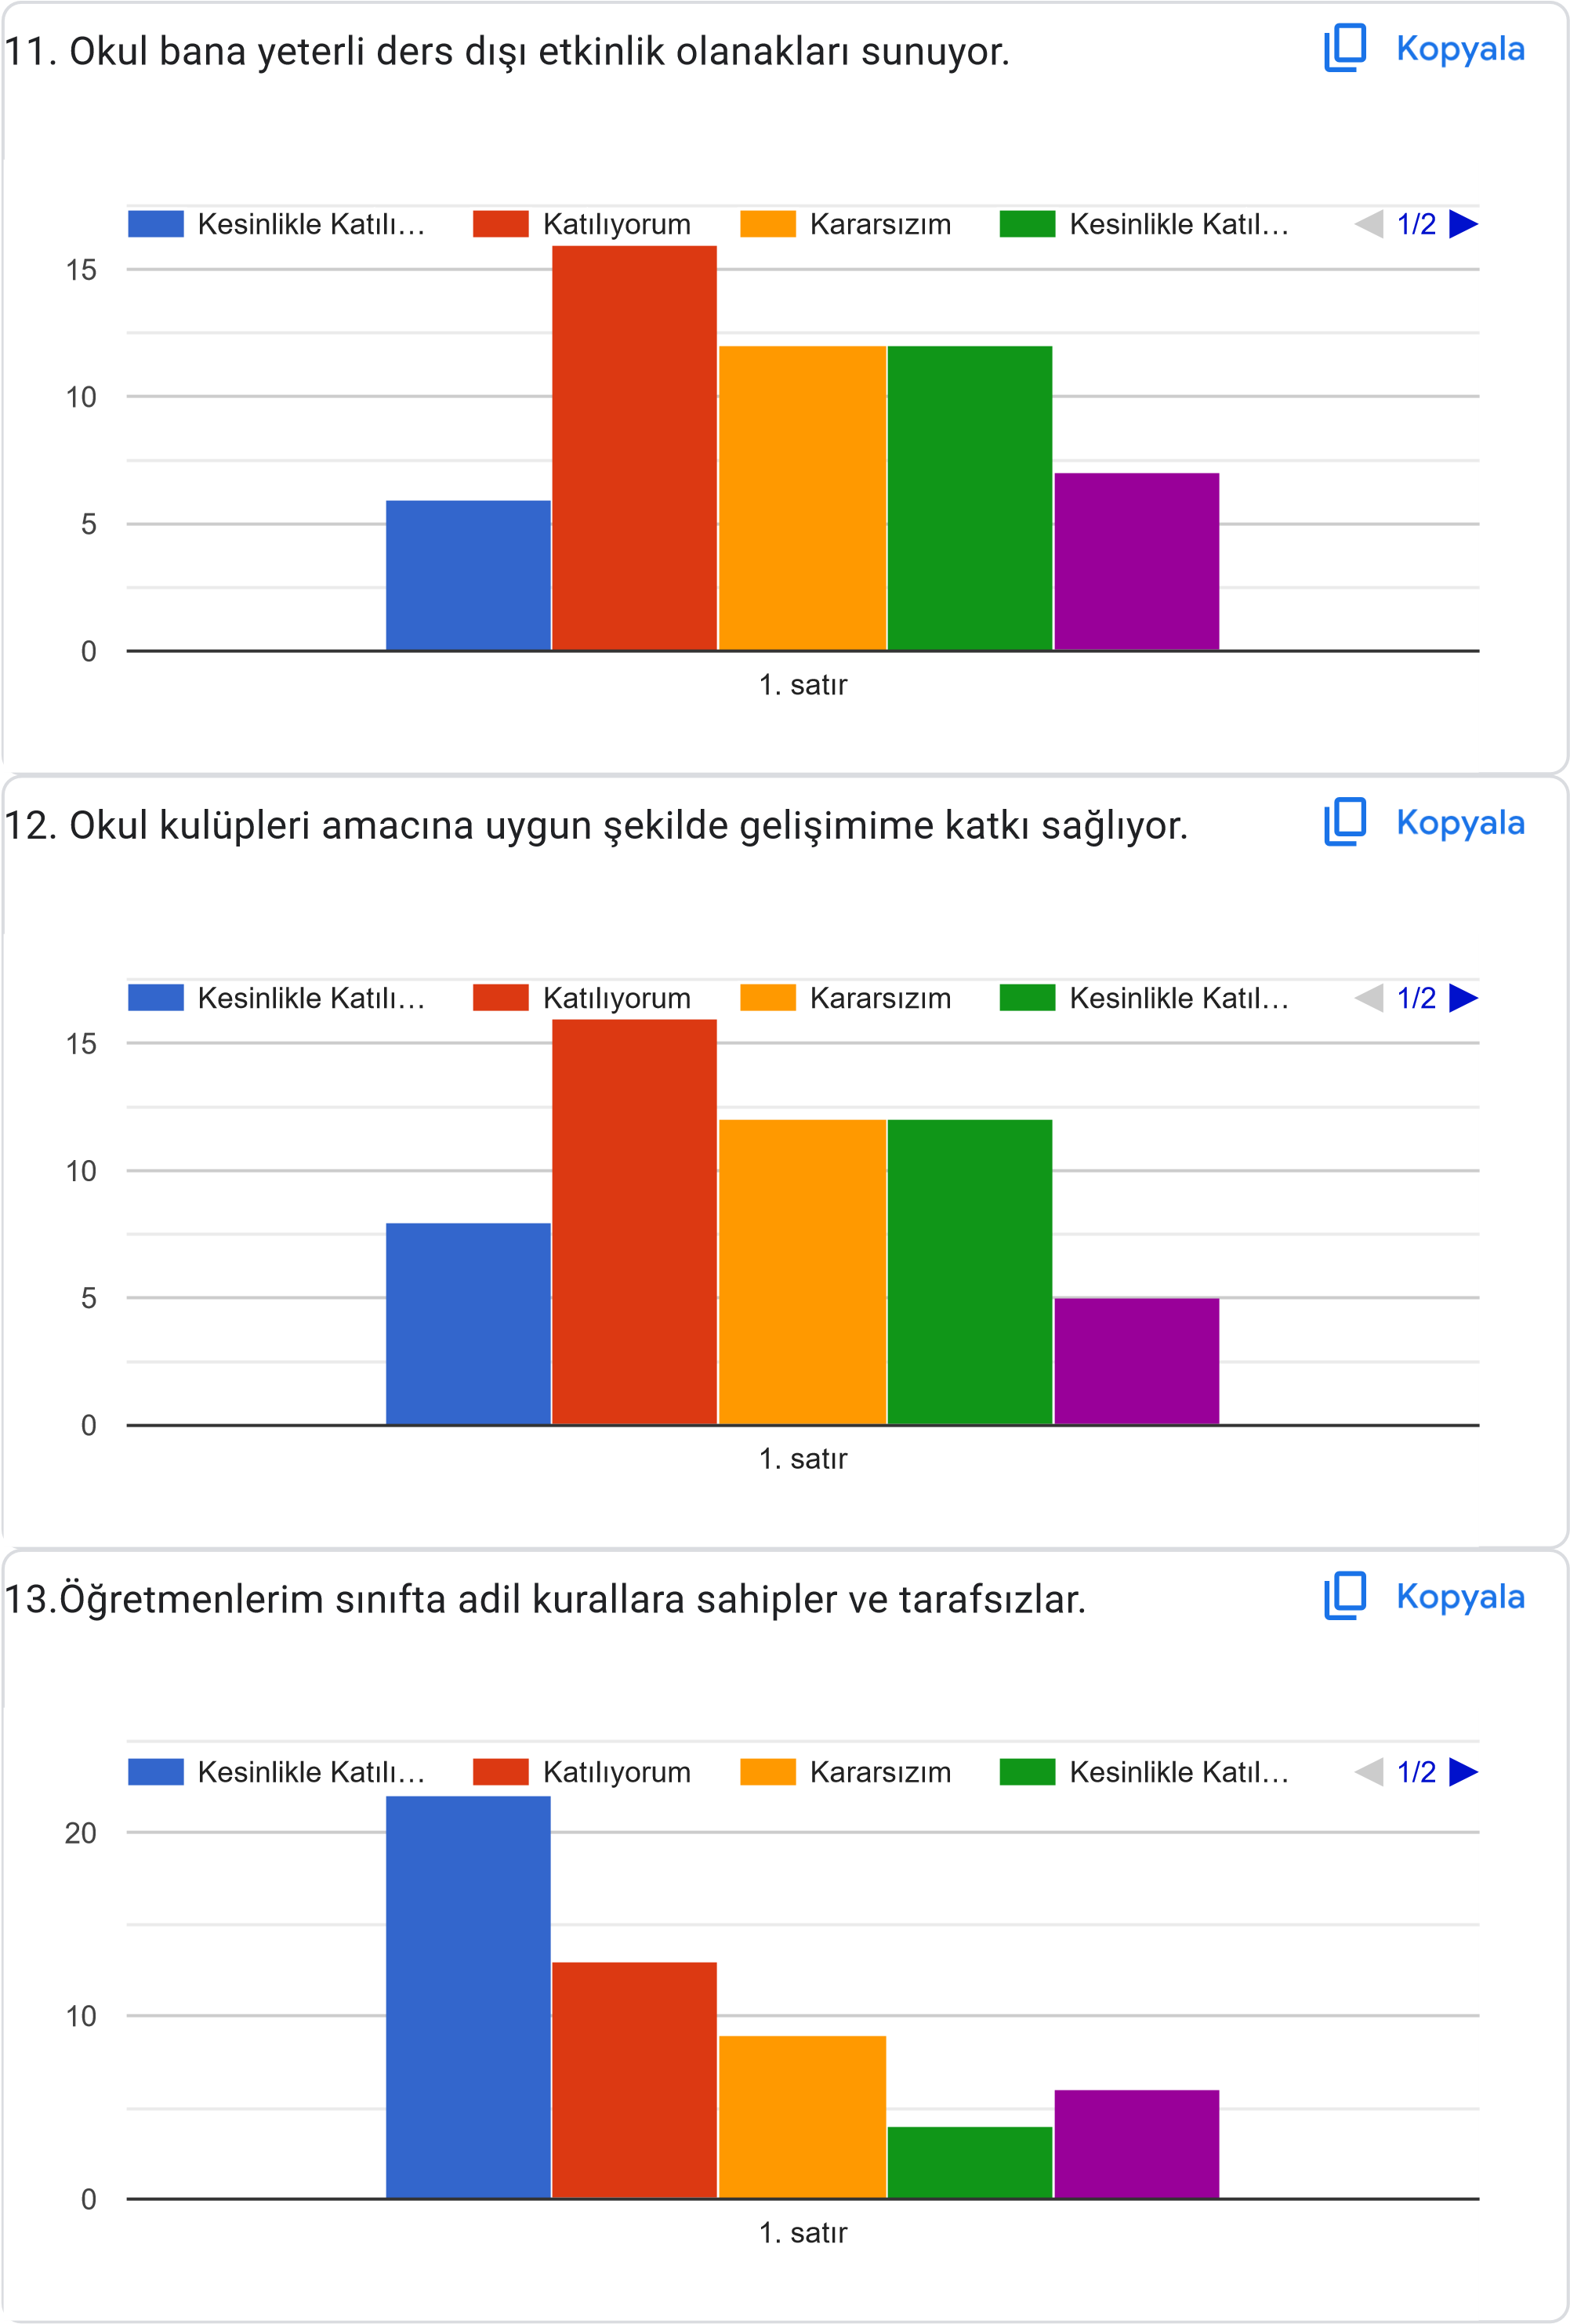 11. Okul bana yeterli ders dışı etkinlik olanakları sunuyor.
Kopyala
Kesinlikle Katılı… Katılıyorum Kararsızım Kesinlikle Katıl… 1/2
15
10
5
0
1. satır
12. Okul kulüpleri amacına uygun şekilde gelişimime katkı sağlıyor.
Kopyala
Kesinlikle Katılı… Katılıyorum Kararsızım Kesinlikle Katıl… 1/2
15
10
5
0
1. satır
13.Öğretmenlerim sınıfta adil kurallara sahipler ve tarafsızlar.
Kopyala
Kesinlikle Katılı… Katılıyorum Kararsızım Kesinlikle Katıl… 1/2
20
10
0
1. satır